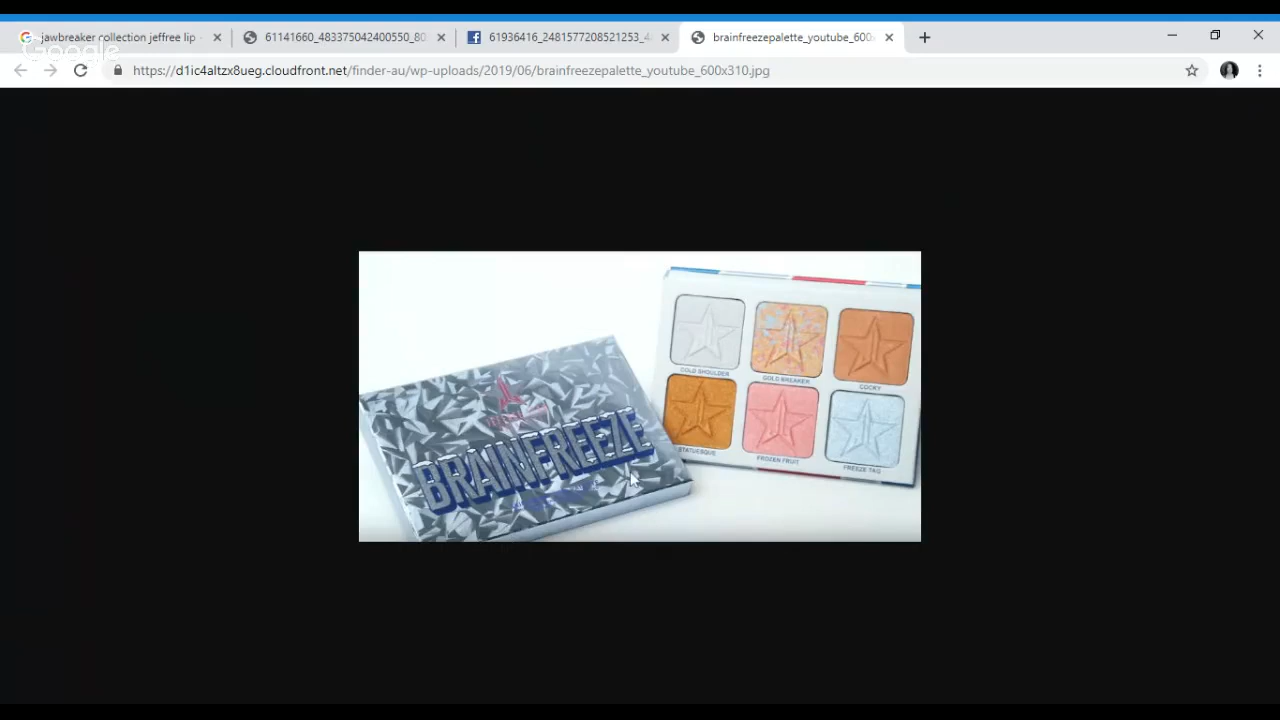 jawbreaker collection jeffree lip
61141660_483375042400550_80
61936416_2481577208521253_4
brainfreezepalette_youtube_600
Google
https://d1ic4altzx8ueg.cloudfront.net/finder-au/wp-uploads/2019/06/brainfreezepalette_youtube_600x310.jpg
COLD SHOULDER
GOLD BREAKER
COCKY
STATUESQUE
FROZEN FRUIT
FREEZE TAG
BRAINFREEZE